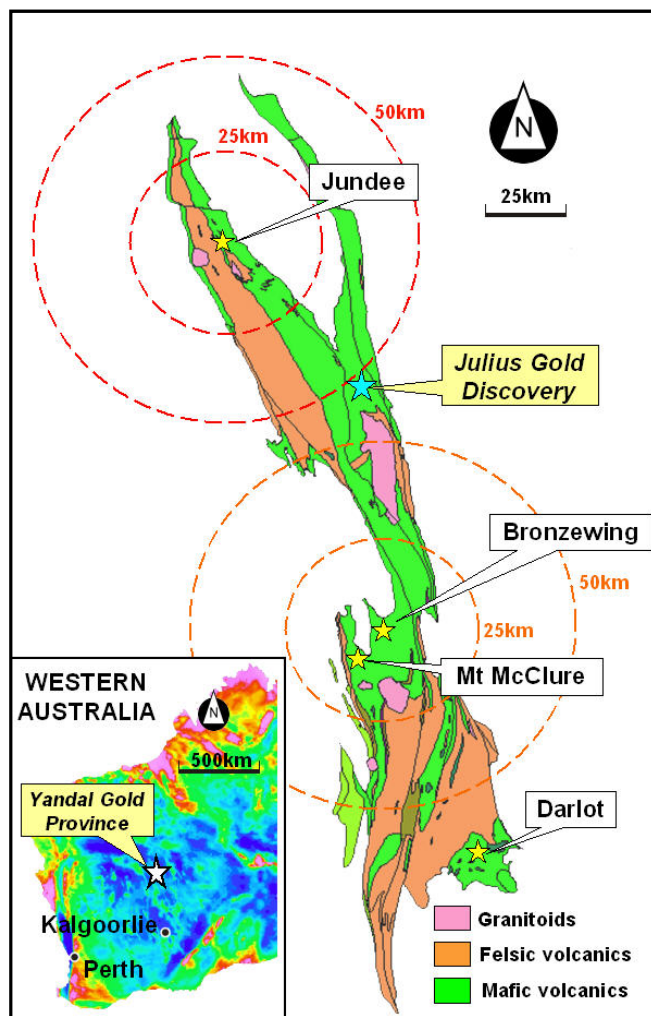 50km
25km
N
Jundee
25km
Julius Gold
Discovery
Bronzewing
50km
25km
Mt McClure
WESTERN
AUSTRALIA
N
500km
Yandal Gold
Province
Darlot
Kalgoorlie
Perth
Granitoids
Felsic volcanics
Mafic volcanics